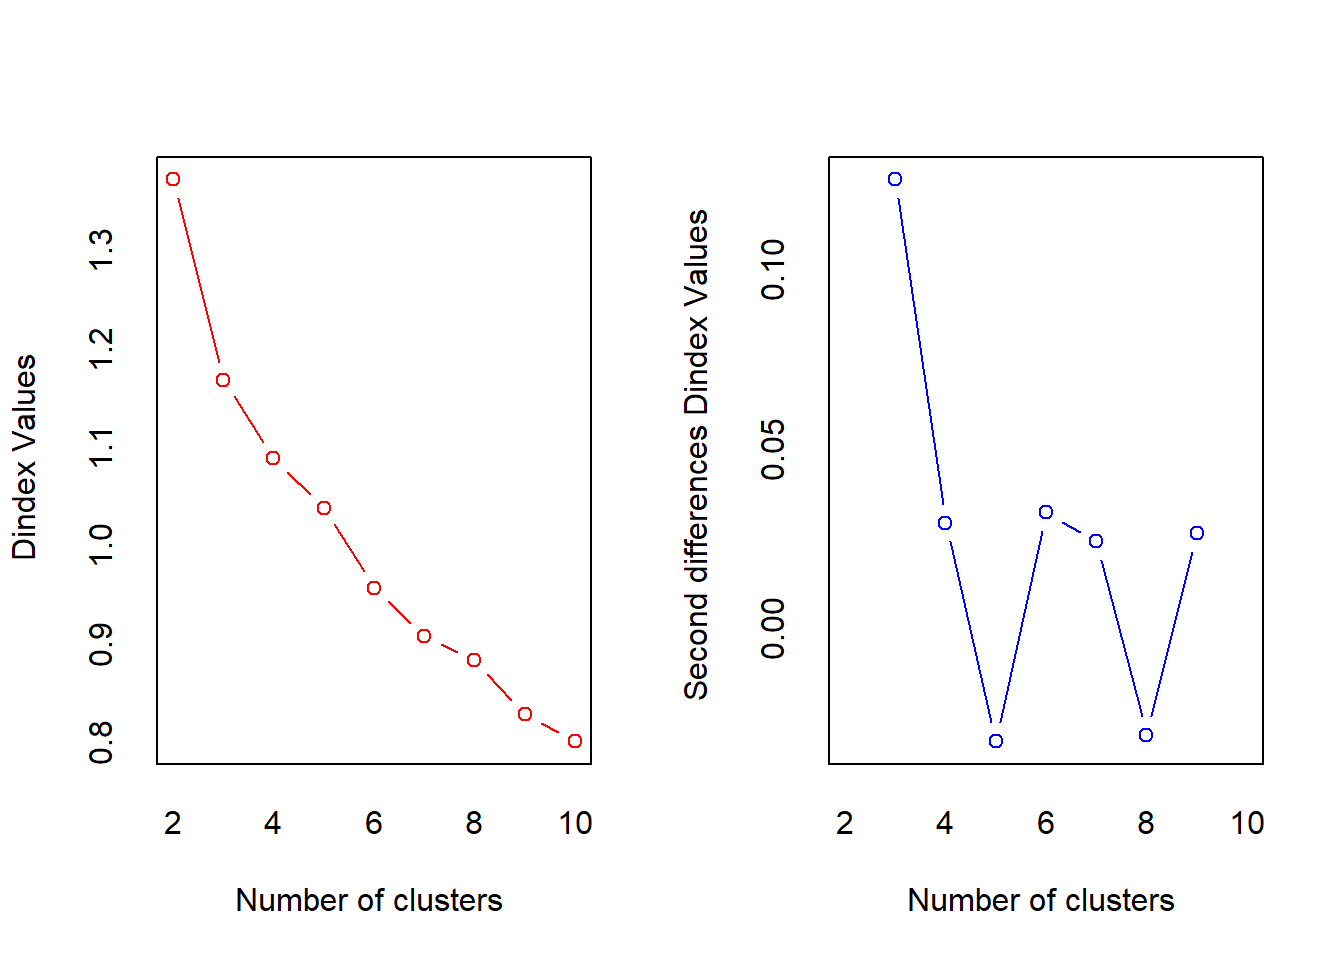 Dindex Values
1.3
1.2
1.1
1.0
0.9
0.8
2 4 6 8 10
Number of clusters
Second differences Dindex Values
0.10
0.05
0.00
2 4 6 8 10
Number of clusters